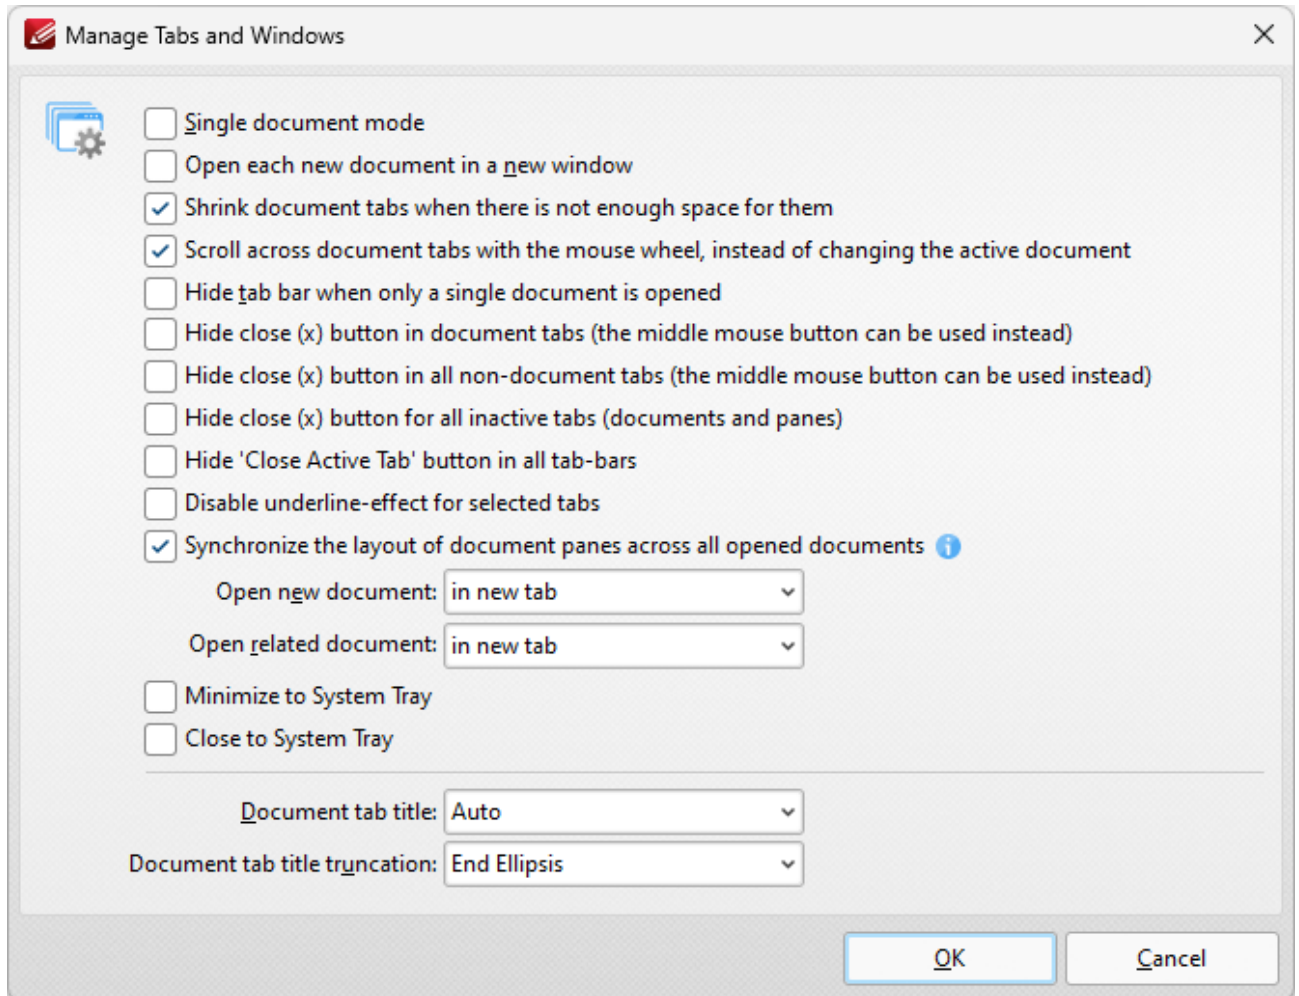 Manage Tabs and Windows
Single document mode
Open each new document in a new window
Shrink document tabs when there is not enough space for them
Scroll across document tabs with the mouse wheel, instead of changing the active document
Hide tab bar when only a single document is opened
Hide close (x) button in document tabs (the middle mouse button can be used instead)
Hide close (x) button in all non-document tabs (the middle mouse button can be used instead)
Hide close (x) button for all inactive tabs (documents and panes)
Hide 'Close Active Tab' button in all tab-bars
Disable underline-effect for selected tabs
Synchronize the layout of document panes across all opened documents
Open new document: in new tab
Open related document: in new tab
Minimize to System Tray
Close to System Tray
Document tab title: Auto
Document tab title truncation: End Ellipsis
OK Cancel